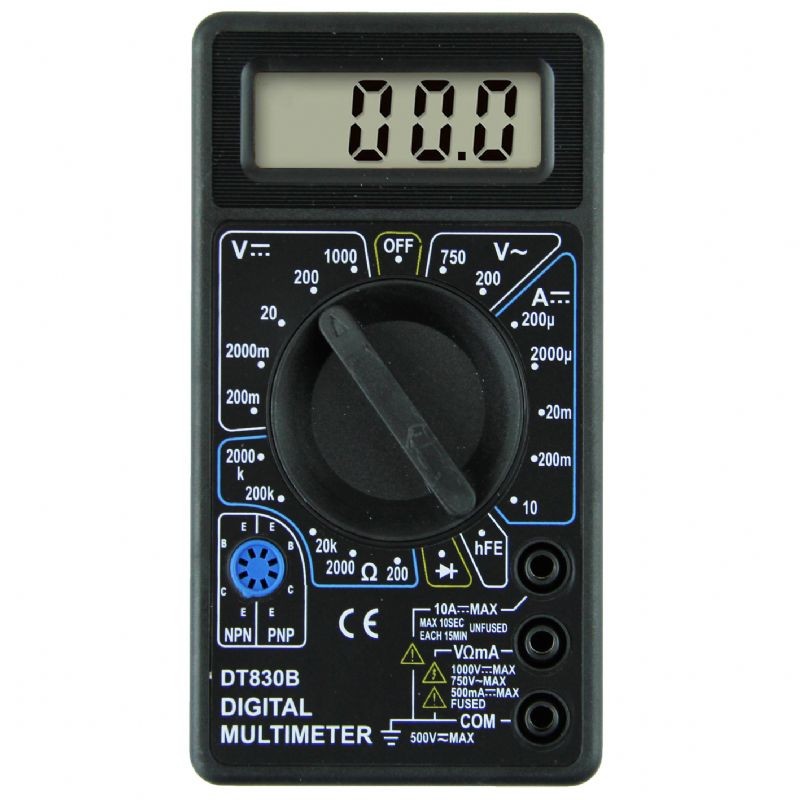 00.0
V⎓ 1000 OFF 750 V~
200 200
A⎓
20 200µ
2000m 2000µ
200m 20m
2000k 200m
200k 10
20k hFE
2000 Ω 200
E E
B B
C C
E E
NPN PNP
10A⎓MAX
MAX 10SEC
EACH 15MIN UNFUSED
VΩmA
1000V⎓MAX
750V~MAX
500mA⎓MAX
FUSED
COM
500V≂MAX
CE
DT830B
DIGITAL
MULTIMETER